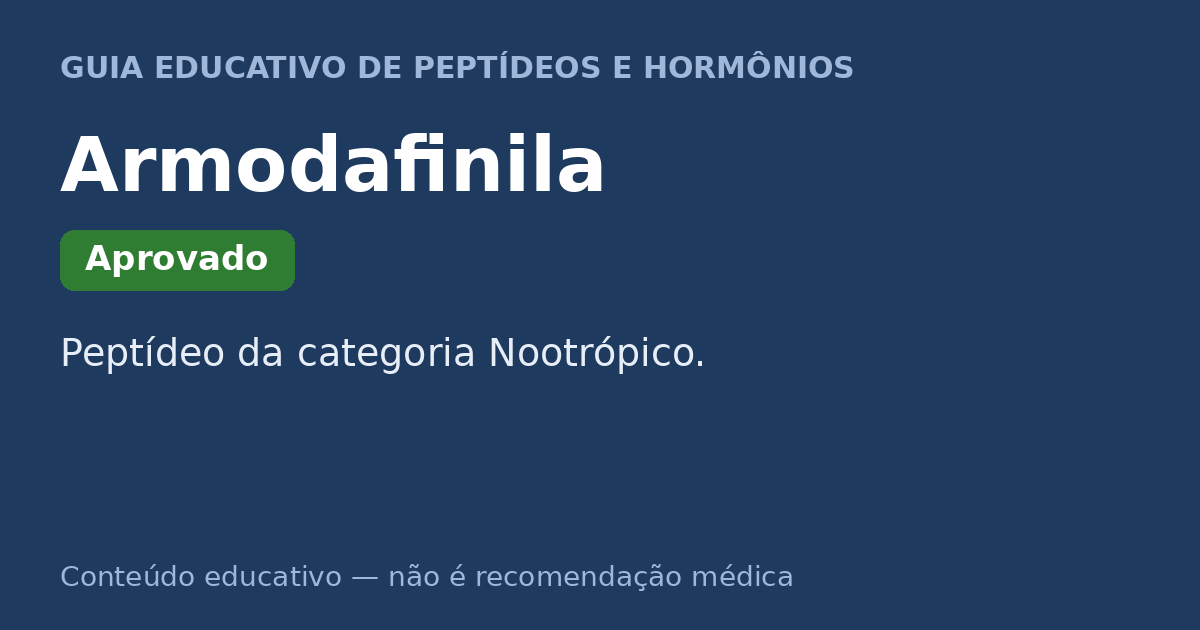 GUIA EDUCATIVO DE PEPTÍDEOS E HORMÔNIOS
Armodafinila
Aprovado
Peptídeo da categoria Nootrópico.
Conteúdo educativo — não é recomendação médica